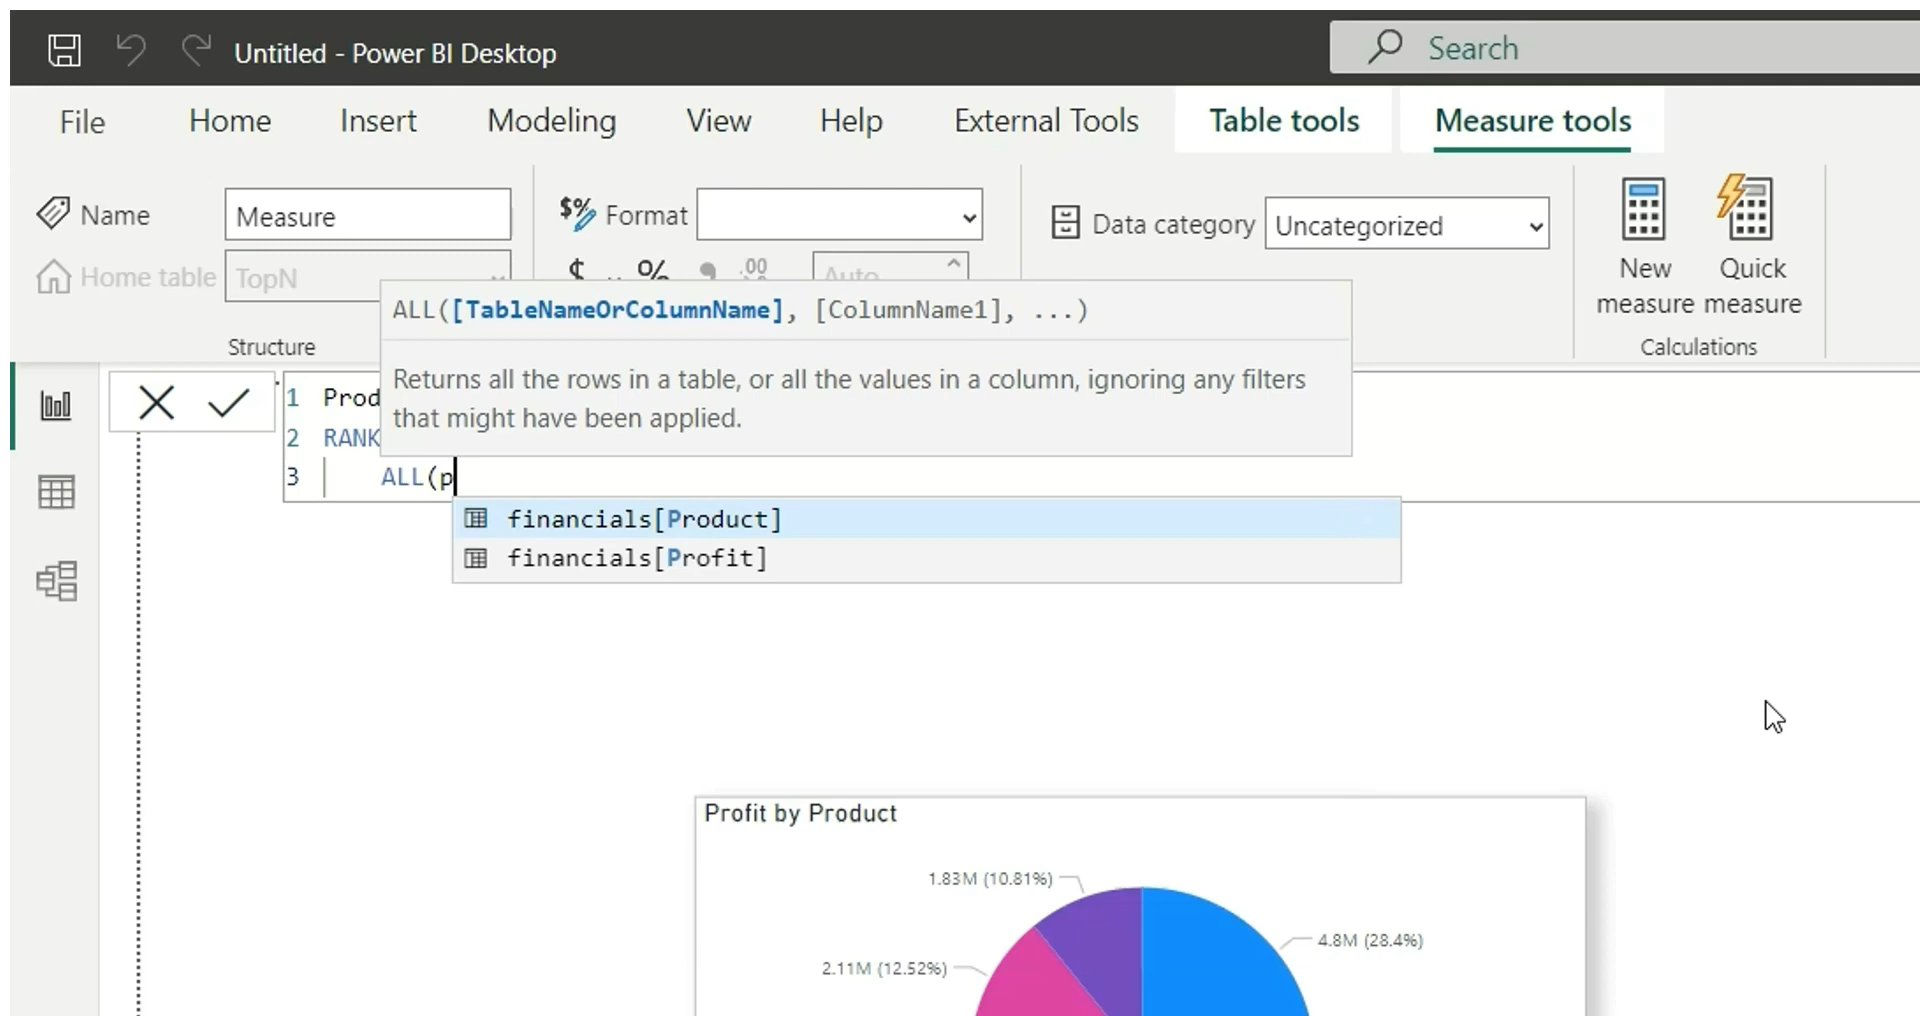 Untitled - Power BI Desktop
Search
File Home Insert Modeling View Help External Tools Table tools Measure tools
Name Measure
$% Format
Data category Uncategorized
Home table TopN
$ % .00 Auto
New measure
Quick measure
Structure
Calculations
ALL([TableNameOrColumnName], [ColumnName1], ...)
Returns all the rows in a table, or all the values in a column, ignoring any filters
that might have been applied.
1 Prod
2 RANK
3 ALL(p
financials[Product]
financials[Profit]
Profit by Product
1.83M (10.81%)
4.8M (28.4%)
2.11M (12.52%)